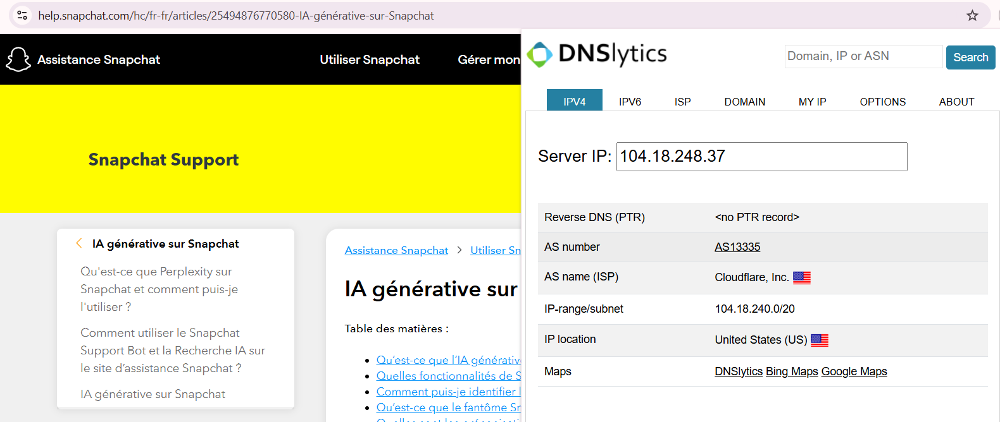 help.snapchat.com/hc/fr-fr/articles/25494876770580-IA-générative-sur-Snapchat
Assistance Snapchat
Utiliser Snapchat
Gérer mon
Snapchat Support
IA générative sur Snapchat
Qu'est-ce que Perplexity sur
Snapchat et comment puis-je
l'utiliser ?
Comment utiliser le Snapchat
Support Bot et la Recherche IA sur
le site d’assistance Snapchat ?
IA générative sur Snapchat
Assistance Snapchat > Utiliser Sn
IA générative sur
Table des matières :
• Qu’est-ce que l’IA générativ
• Quelles fonctionnalités de S
• Comment puis-je identifier l
• Qu’est-ce que le fantôme Sn
DNSlytics
Domain, IP or ASN
Search
IPV4
IPV6
ISP
DOMAIN
MY IP
OPTIONS
ABOUT
Server IP: 104.18.248.37
Reverse DNS (PTR) <no PTR record>
AS number AS13335
AS name (ISP) Cloudflare, Inc.
IP-range/subnet 104.18.240.0/20
IP location United States (US)
Maps DNSlytics Bing Maps Google Maps